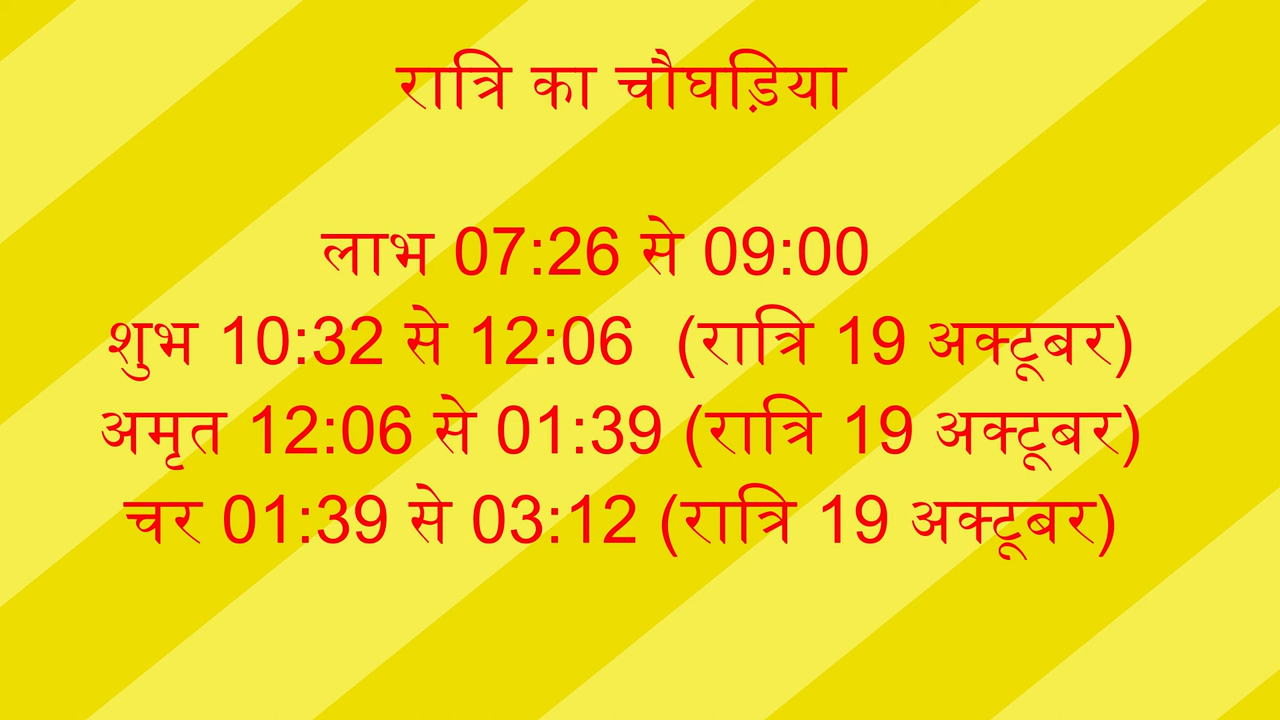 रात्रि का चौघड़िया
लाभ 07:26 से 09:00
शुभ 10:32 से 12:06 (रात्रि 19 अक्टूबर)
अमृत 12:06 से 01:39 (रात्रि 19 अक्टूबर)
चर 01:39 से 03:12 (रात्रि 19 अक्टूबर)